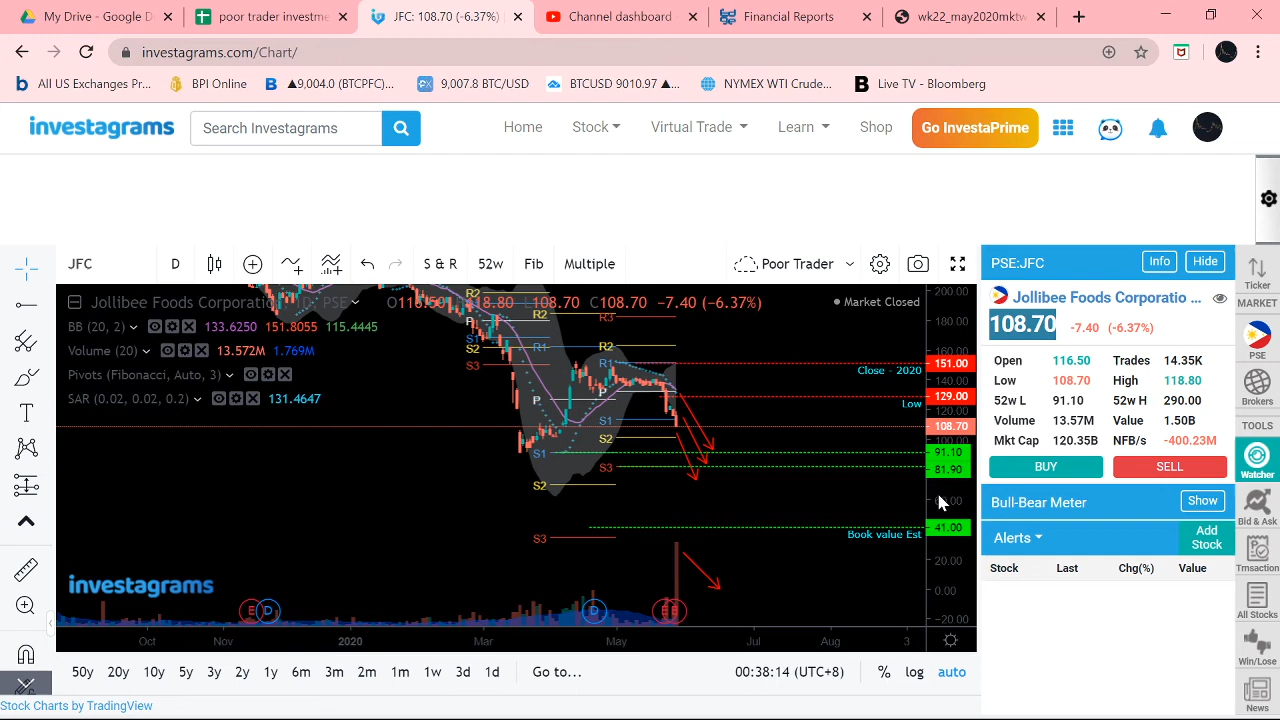 My Drive - Google D
poor trader investme
JFC: 108.70 (-6.37%)
Channel dashboard
Financial Reports
wk22_may2020mktw
investagrams.com/Chart/
All US Exchanges Pr...
BPI Online
▲9,004.0 (BTCPFC)...
9,007.8 BTC/USD
BTCUSD 9010.97 ▲...
NYMEX WTI Crude...
Live TV - Bloomberg
investagrams
Search Investagrams
Home
Stock
Virtual Trade
Learn
Shop
Go InvestaPrime
JFC
D
S & R
52w
Fib
Multiple
Poor Trader
PSE:JFC
Info
Hide
Jollibee Foods Corporatio ...
108.70 -7.40 (-6.37%)
Open 116.50 Trades 14.35K
Low 108.70 High 118.80
52w L 91.10 52w H 290.00
Volume 13.57M Value 1.50B
Mkt Cap 120.35B NFB/s -400.23M
BUY
SELL
Bull-Bear Meter
Show
Alerts
Add Stock
Stock Last Chg(%) Value
Ticker
MARKET
PSE
Brokers
TOOLS
Watcher
Bid & Ask
Trnsaction
All Stocks
Win/Lose
News
H118.80 L108.70 C108.70 -7.40 (-6.37%)
Market Closed
BB (20, 2) 133.6250 151.8055 115.4445
Volume (20) 13.572M 1.769M
Pivots (Fibonacci, Auto, 3)
SAR (0.02, 0.02, 0.2) 131.4647
R2
P
S1
S2
S3
R2
R1
P
S1
S2
S3
R3
R2
R1
P
S1
S2
S3
Close - 2020
Low
Book value Est
200.00
180.00
160.00
151.00
140.00
129.00
120.00
108.70
100.00
91.10
81.90
60.00
41.00
20.00
0.00
-20.00
investagrams
E
D
D
E
Oct
Nov
2020
Mar
May
Jul
Aug
3
50y
20y
10y
5y
3y
2y
1y
6m
3m
2m
1m
1w
3d
1d
Go to...
00:38:14 (UTC+8)
%
log
auto
Stock Charts by TradingView